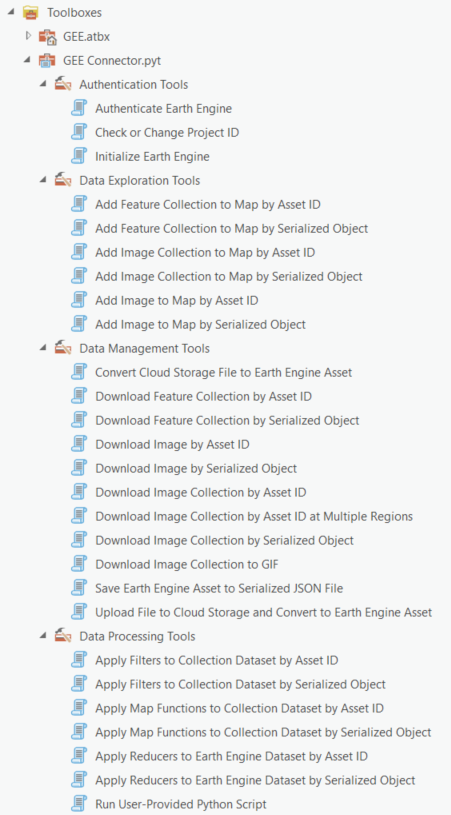 Toolboxes
GEE.atbx
GEE Connector.pyt
Authentication Tools
Authenticate Earth Engine
Check or Change Project ID
Initialize Earth Engine
Data Exploration Tools
Add Feature Collection to Map by Asset ID
Add Feature Collection to Map by Serialized Object
Add Image Collection to Map by Asset ID
Add Image Collection to Map by Serialized Object
Add Image to Map by Asset ID
Add Image to Map by Serialized Object
Data Management Tools
Convert Cloud Storage File to Earth Engine Asset
Download Feature Collection by Asset ID
Download Feature Collection by Serialized Object
Download Image by Asset ID
Download Image by Serialized Object
Download Image Collection by Asset ID
Download Image Collection by Asset ID at Multiple Regions
Download Image Collection by Serialized Object
Download Image Collection to GIF
Save Earth Engine Asset to Serialized JSON File
Upload File to Cloud Storage and Convert to Earth Engine Asset
Data Processing Tools
Apply Filters to Collection Dataset by Asset ID
Apply Filters to Collection Dataset by Serialized Object
Apply Map Functions to Collection Dataset by Asset ID
Apply Map Functions to Collection Dataset by Serialized Object
Apply Reducers to Earth Engine Dataset by Asset ID
Apply Reducers to Earth Engine Dataset by Serialized Object
Run User-Provided Python Script